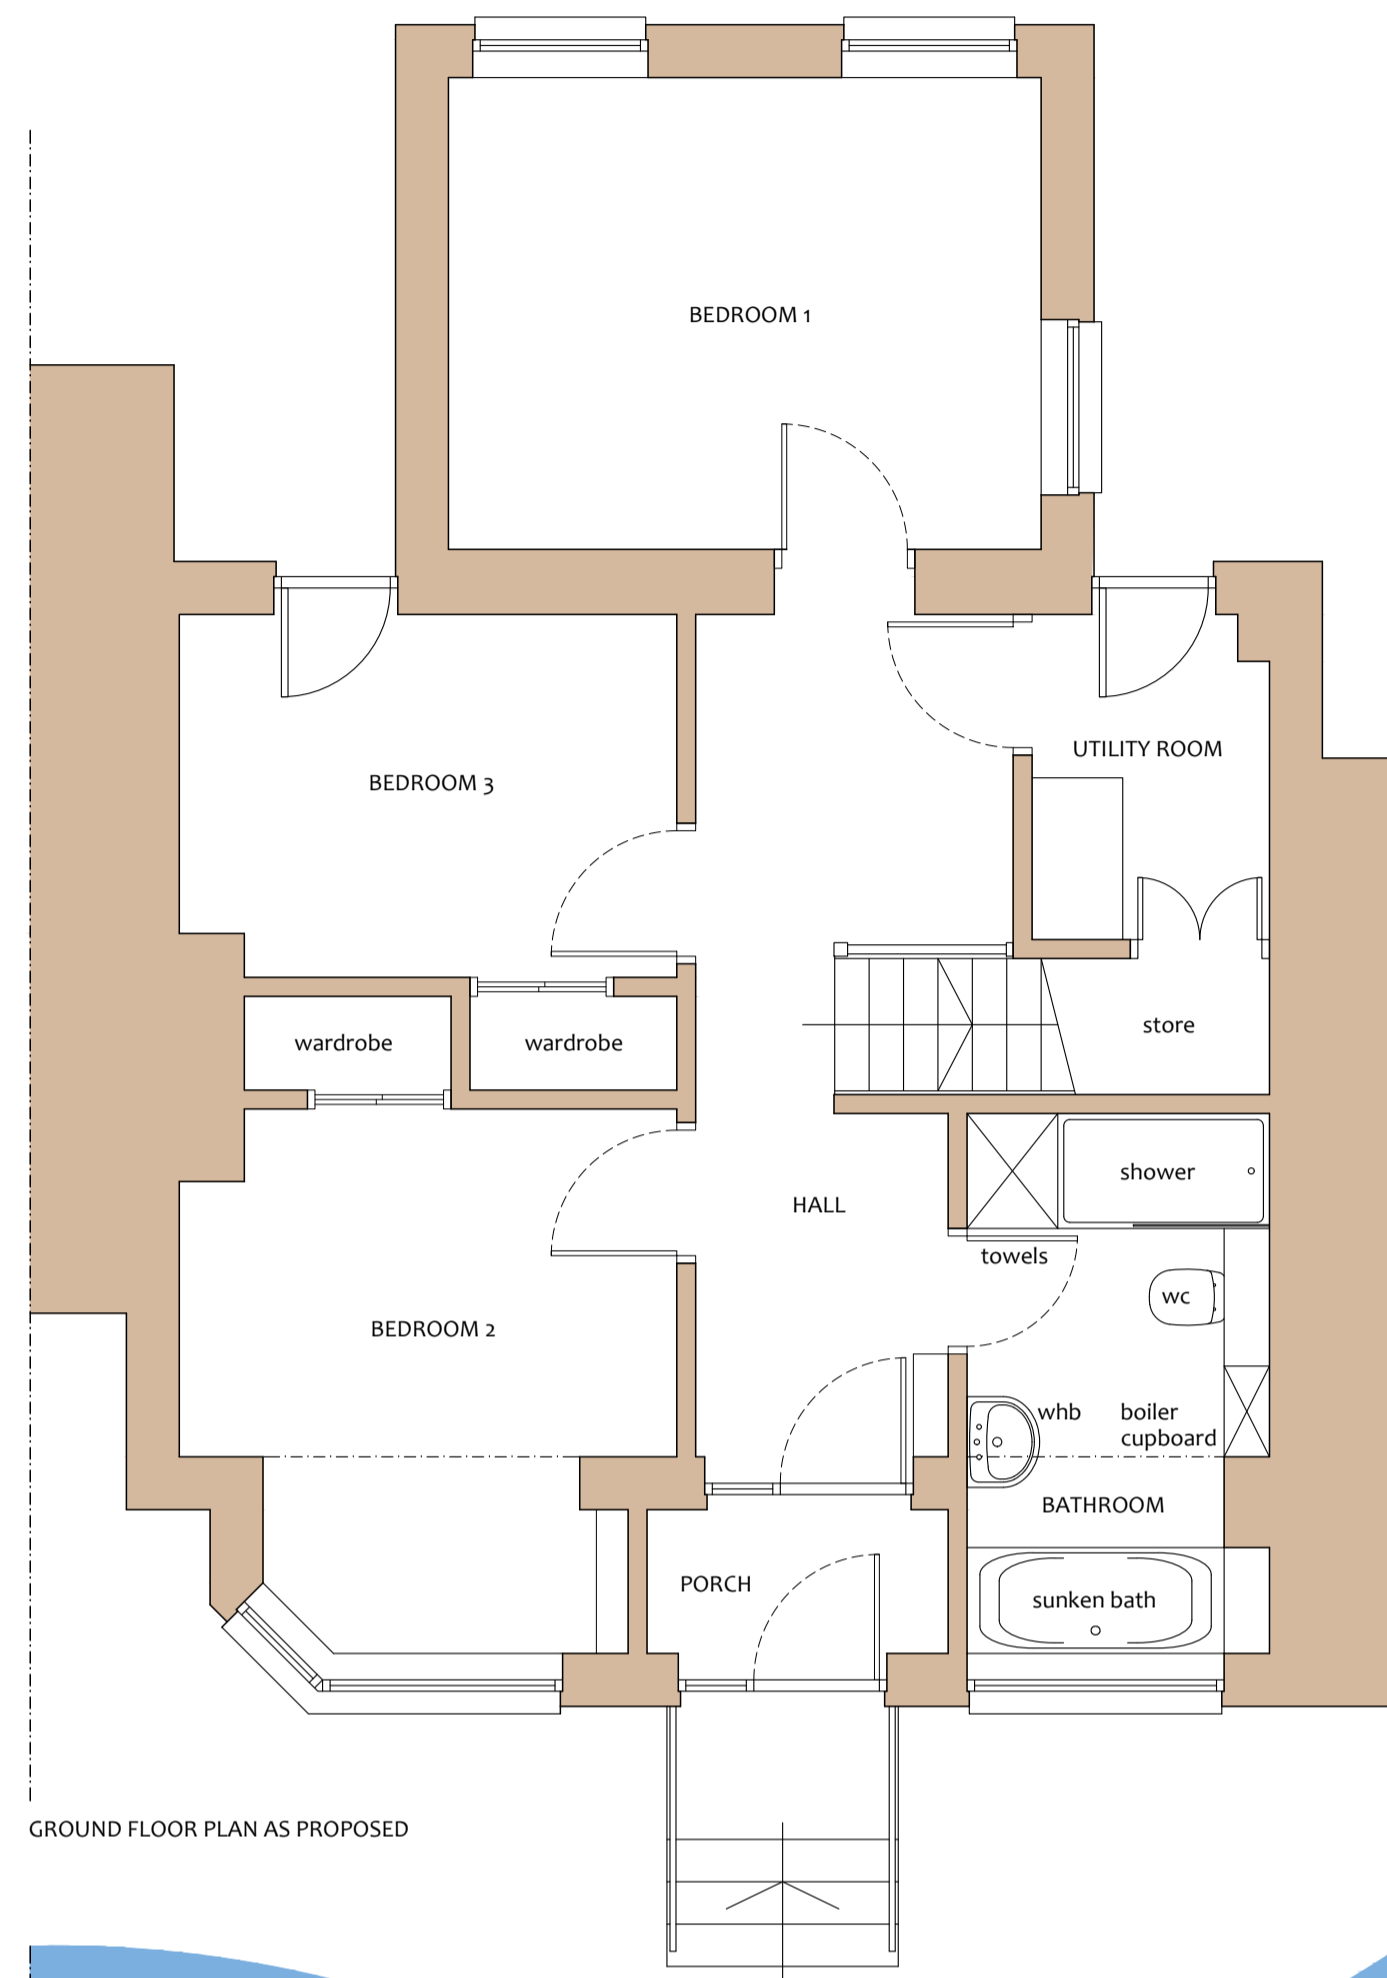 BEDROOM 1
UTILITY ROOM
BEDROOM 3
store
wardrobe
wardrobe
shower
HALL
towels
wc
BEDROOM 2
whb
boiler
cupboard
BATHROOM
PORCH
sunken bath
GROUND FLOOR PLAN AS PROPOSED